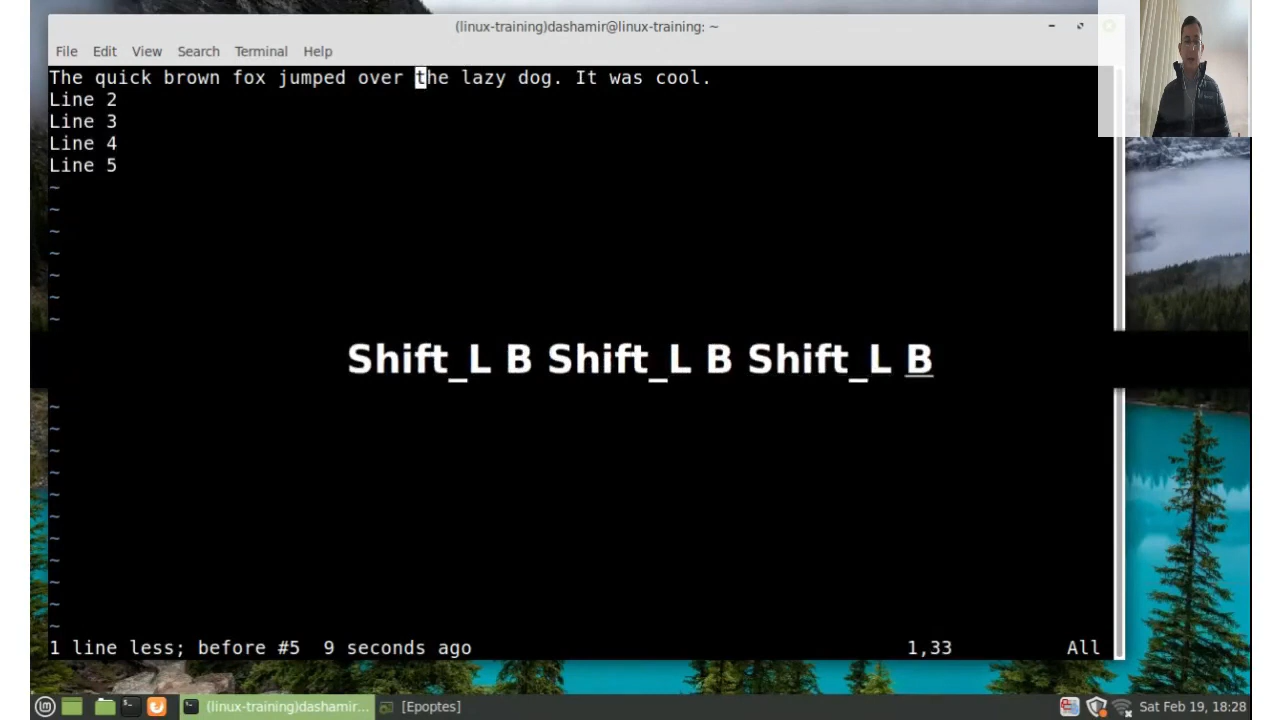 (linux-training)dashamir@linux-training: ~
File Edit View Search Terminal Help
The quick brown fox jumped over the lazy dog. It was cool.
Line 2
Line 3
Line 4
Line 5
~
~
~
~
~
~
~
Shift_L B Shift_L B Shift_L B
~
~
~
~
~
~
~
~
~
~
~
1 line less; before #5 9 seconds ago 1,33 All
(linux-training)dashamir... [Epoptes] Sat Feb 19, 18:28